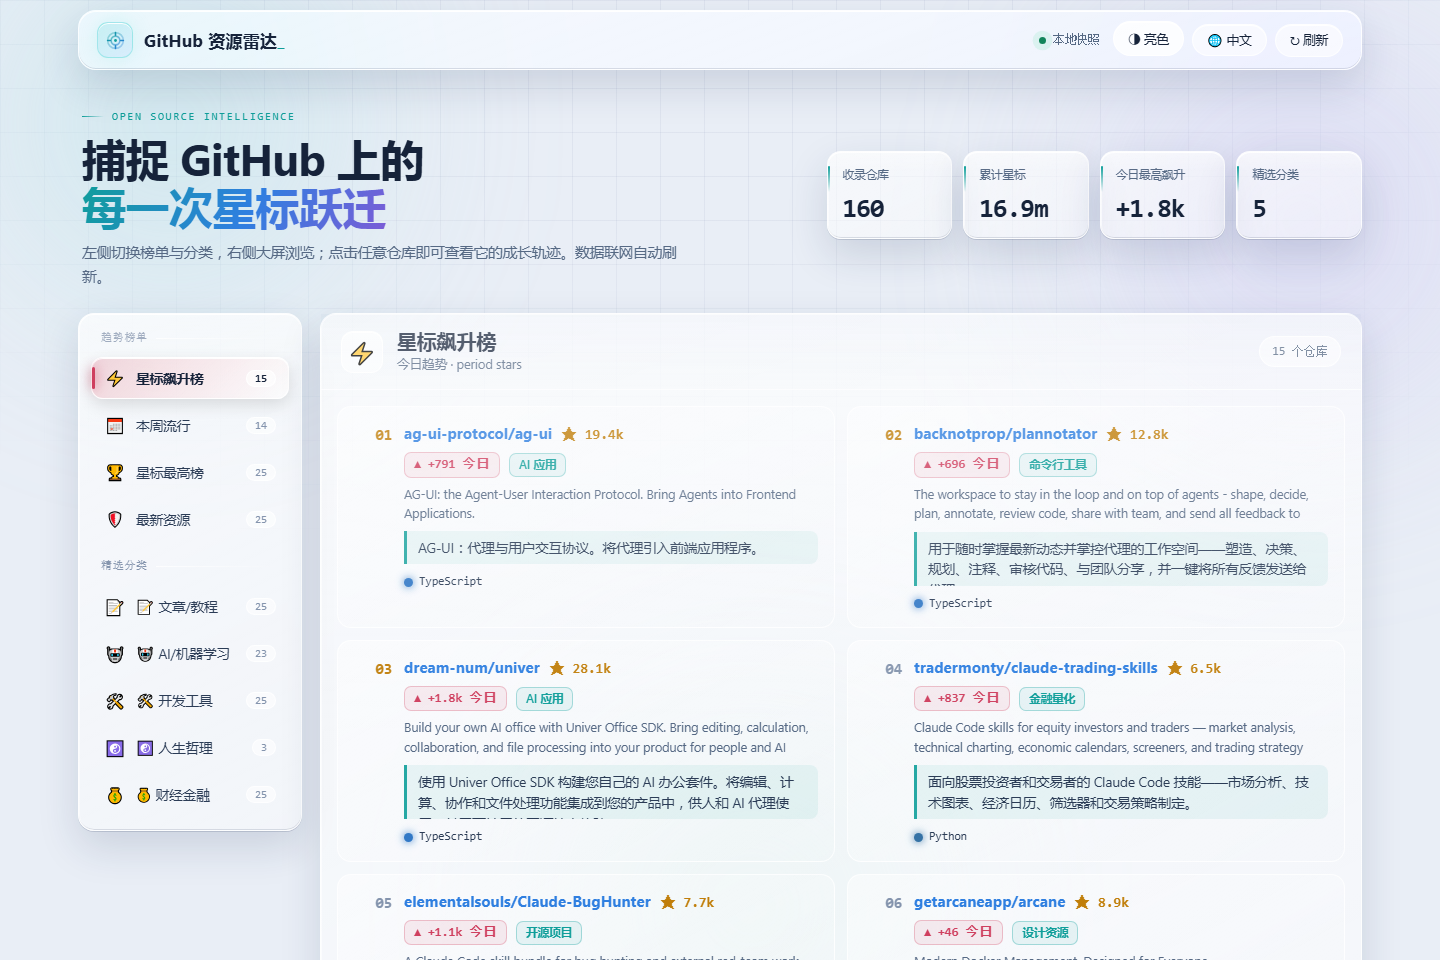 GitHub 资源雷达_
本地快照
亮色
中文
刷新
OPEN SOURCE INTELLIGENCE
捕捉 GitHub 上的
每一次星标跃迁
左侧切换榜单与分类，右侧大屏浏览；点击任意仓库即可查看它的成长轨迹。数据联网自动刷
新。
收录仓库
160
累计星标
16.9m
今日最高飙升
+1.8k
精选分类
5
趋势榜单
星标飙升榜 15
本周流行 14
星标最高榜 25
最新资源 25
精选分类
文章/教程 25
AI/机器学习 23
开发工具 25
人生哲理 3
财经金融 25
星标飙升榜
今日趋势 · period stars
15 个仓库
01 ag-ui-protocol/ag-ui ★ 19.4k
▲ +791 今日 AI 应用
AG-UI: the Agent-User Interaction Protocol. Bring Agents into Frontend
Applications.
AG-UI：代理与用户交互协议。将代理引入前端应用程序。
TypeScript
02 backnotprop/plannotator ★ 12.8k
▲ +696 今日 命令行工具
The workspace to stay in the loop and on top of agents - shape, decide,
plan, annotate, review code, share with team, and send all feedback to
用于随时掌握最新动态并掌控代理的工作空间——塑造、决策、
规划、注释、审核代码、与团队分享，并一键将所有反馈发送给
TypeScript
03 dream-num/univer ★ 28.1k
▲ +1.8k 今日 AI 应用
Build your own AI office with Univer Office SDK. Bring editing, calculation,
collaboration, and file processing into your product for people and AI
使用 Univer Office SDK 构建您自己的 AI 办公套件。将编辑、计
算、协作和文件处理功能集成到您的产品中，供人和 AI 代理使
TypeScript
04 tradermonty/claude-trading-skills ★ 6.5k
▲ +837 今日 金融量化
Claude Code skills for equity investors and traders — market analysis,
technical charting, economic calendars, screeners, and trading strategy
面向股票投资者和交易者的 Claude Code 技能——市场分析、技
术图表、经济日历、筛选器和交易策略制定。
Python
05 elementalsouls/Claude-BugHunter ★ 7.7k
▲ +1.1k 今日 开源项目
A Claude Code skill bundle for bug hunting and external red-team work
06 getarcaneapp/arcane ★ 8.9k
▲ +46 今日 设计资源
Modern Docker Management, Designed for Everyone